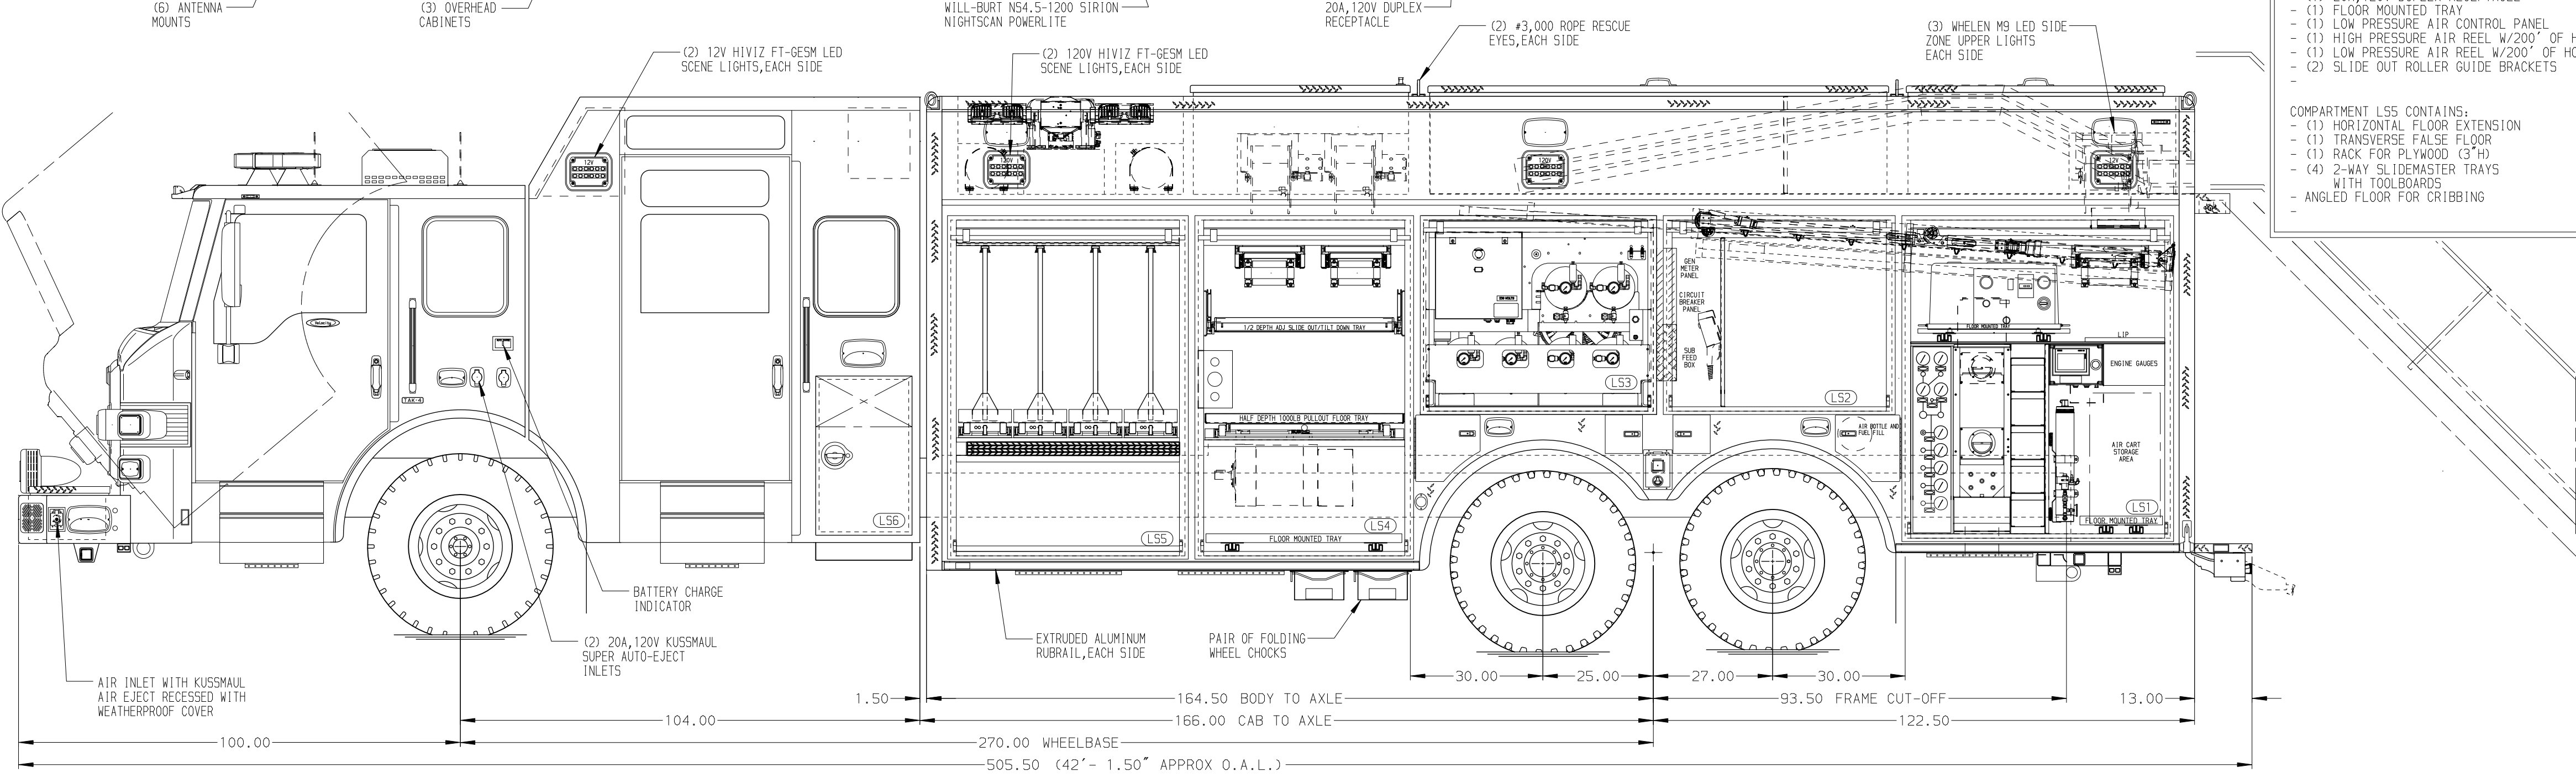 (6) ANTENNA
MOUNTS
(3) OVERHEAD
CABINETS
WILL-BURT NS4.5-1200 SIRION
NIGHTSCAN POWERLITE
20A,120V DUPLEX
RECEPTACLE
(2) #3,000 ROPE RESCUE
EYES,EACH SIDE
(3) WHELEN M9 LED SIDE
ZONE UPPER LIGHTS
EACH SIDE
(2) 12V HIVIZ FT-GESM LED
SCENE LIGHTS,EACH SIDE
(2) 120V HIVIZ FT-GESM LED
SCENE LIGHTS,EACH SIDE
- (1) FLOOR MOUNTED TRAY
- (1) LOW PRESSURE AIR CONTROL PANEL
- (1) HIGH PRESSURE AIR REEL W/200' OF
- (1) LOW PRESSURE AIR REEL W/200' OF
- (2) SLIDE OUT ROLLER GUIDE BRACKETS
-
COMPARTMENT LS5 CONTAINS:
- (1) HORIZONTAL FLOOR EXTENSION
- (1) TRANSVERSE FALSE FLOOR
- (1) RACK FOR PLYWOOD (3"H)
- (4) 2-WAY SLIDEMASTER TRAYS
WITH TOOLBOARDS
- ANGLED FLOOR FOR CRIBBING
-
12V
120V
120V
12V
Velocity
TAK-4
GEN
METER
PANEL
CIRCUIT
BREAKER
PANEL
SUB
FEED
BOX
1/2 DEPTH ADJ SLIDE OUT/TILT DOWN TRAY
HALF DEPTH 1000LB PULLOUT FLOOR TRAY
FLOOR MOUNTED TRAY
FLOOR MOUNTED TRAY
LIP
ENGINE GAUGES
AIR BOTTLE AND
FUEL FILL
AIR CART
STORAGE
AREA
FLOOR MOUNTED TRAY
LS6
LS5
LS4
LS3
LS2
LS1
BATTERY CHARGE
INDICATOR
(2) 20A,120V KUSSMAUL
SUPER AUTO-EJECT
INLETS
AIR INLET WITH KUSSMAUL
AIR EJECT RECESSED WITH
WEATHERPROOF COVER
EXTRUDED ALUMINUM
RUBRAIL,EACH SIDE
PAIR OF FOLDING
WHEEL CHOCKS
30.00
25.00
27.00
30.00
1.50
164.50 BODY TO AXLE
93.50 FRAME CUT-OFF
13.00
104.00
166.00 CAB TO AXLE
122.50
100.00
270.00 WHEELBASE
505.50 (42'- 1.50" APPROX O.A.L.)